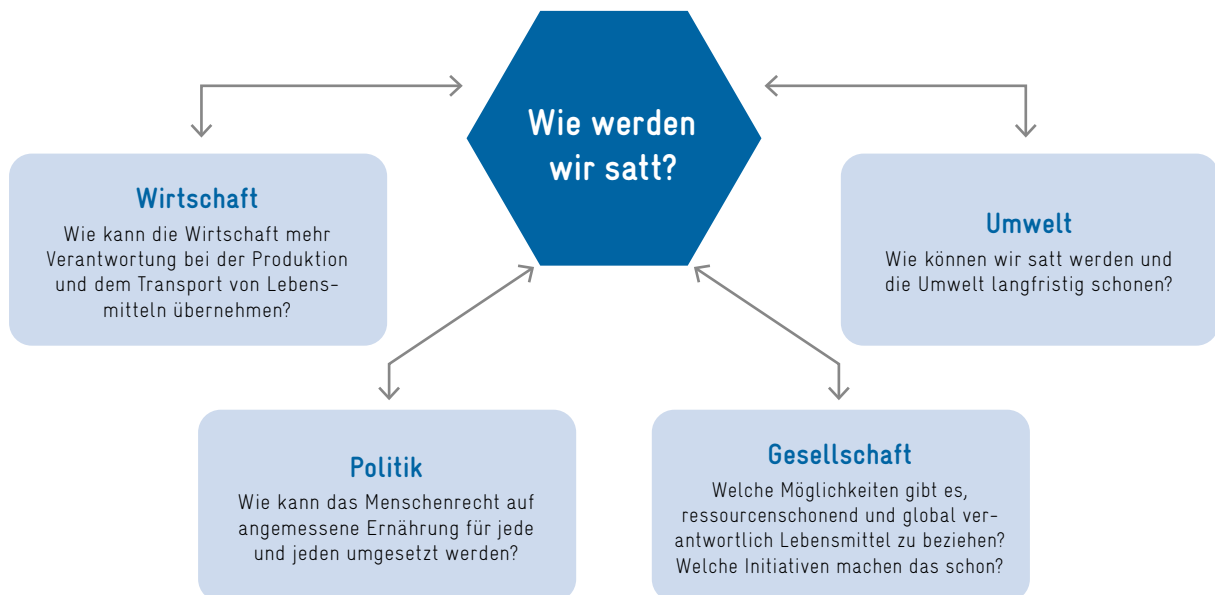 Wie werden
wir satt?
Wirtschaft
Wie kann die Wirtschaft mehr
Verantwortung bei der Produktion
und dem Transport von Lebens-
mitteln übernehmen?
Umwelt
Wie können wir satt werden und
die Umwelt langfristig schonen?
Politik
Wie kann das Menschenrecht auf
angemessene Ernährung für jede
und jeden umgesetzt werden?
Gesellschaft
Welche Möglichkeiten gibt es,
ressourcenschonend und global ver-
antwortlich Lebensmittel zu beziehen?
Welche Initiativen machen das schon?